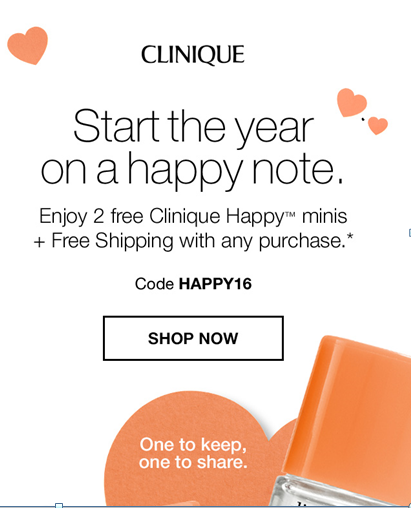 CLINIQUE
Start the year
on a happy note.
Enjoy 2 free Clinique Happy™ minis
+ Free Shipping with any purchase.*
Code HAPPY16
SHOP NOW
One to keep,
one to share.